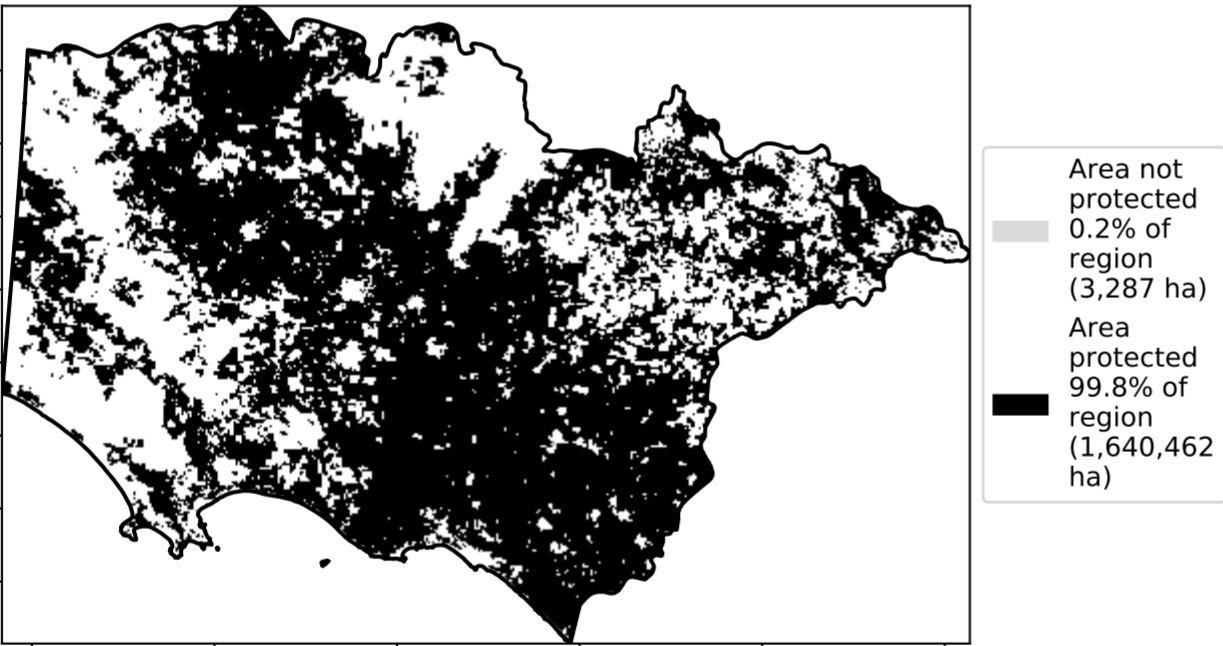 Area not
protected
0.2% of
region
(3,287 ha)
Area
protected
99.8% of
region
(1,640,462
ha)